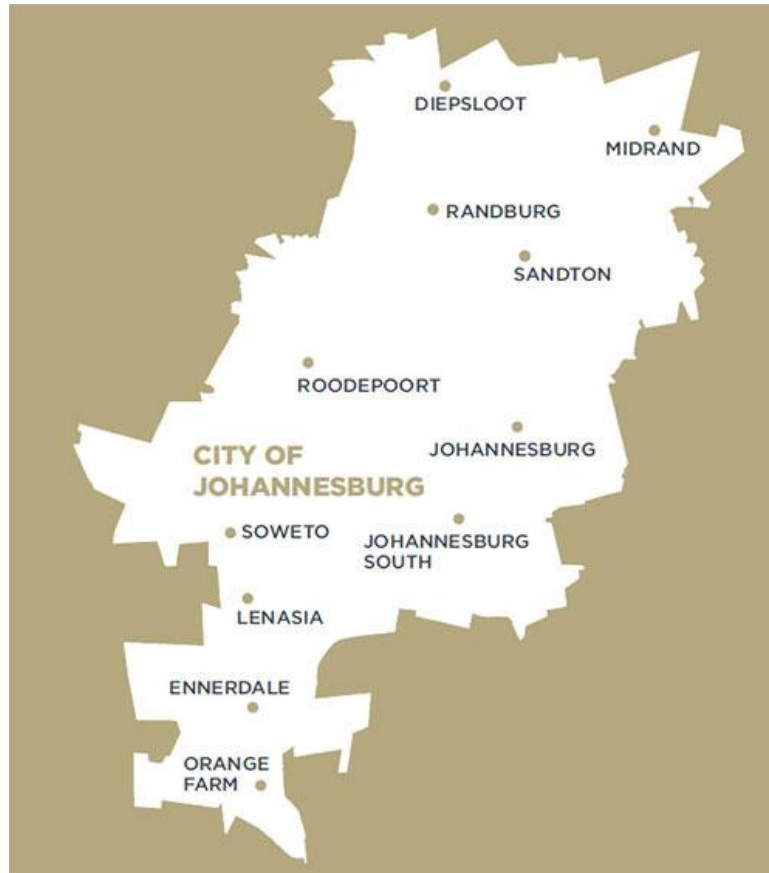 DIEPSLOOT
MIDRAND
RANDBURG
SANDTON
ROODEPOORT
JOHANNESBURG
CITY OF
JOHANNESBURG
SOWETO
JOHANNESBURG
SOUTH
LENASIA
ENNERDALE
ORANGE
FARM